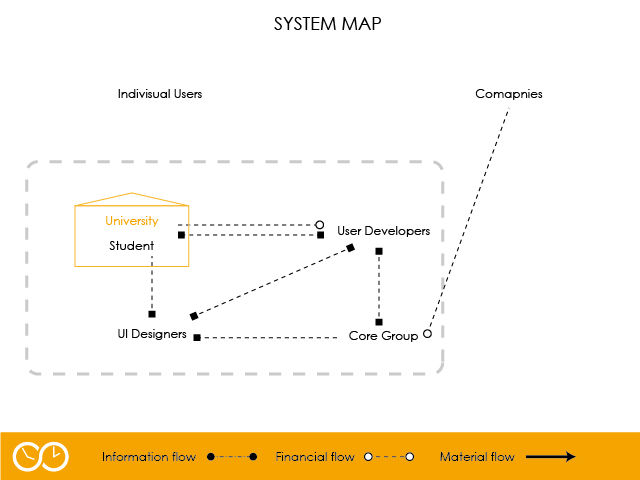 SYSTEM MAP
Indivisual Users
Comapnies
University
Student
User Developers
UI Designers
Core Group
Information flow
Financial flow
Material flow